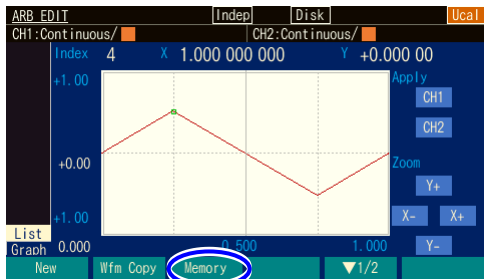 ARB EDIT Indep Disk Ucal
CH1:Continuous/ CH2:Continuous/
Index 4 X 1.000 000 000 Y +0.000 00
+1.00 Apply
CH1
CH2
+0.00 Zoom
Y+
+1.00 X- X+
List
Graph 0.000 0.500 1.000 Y-
New Wfm Copy Memory ▼1/2